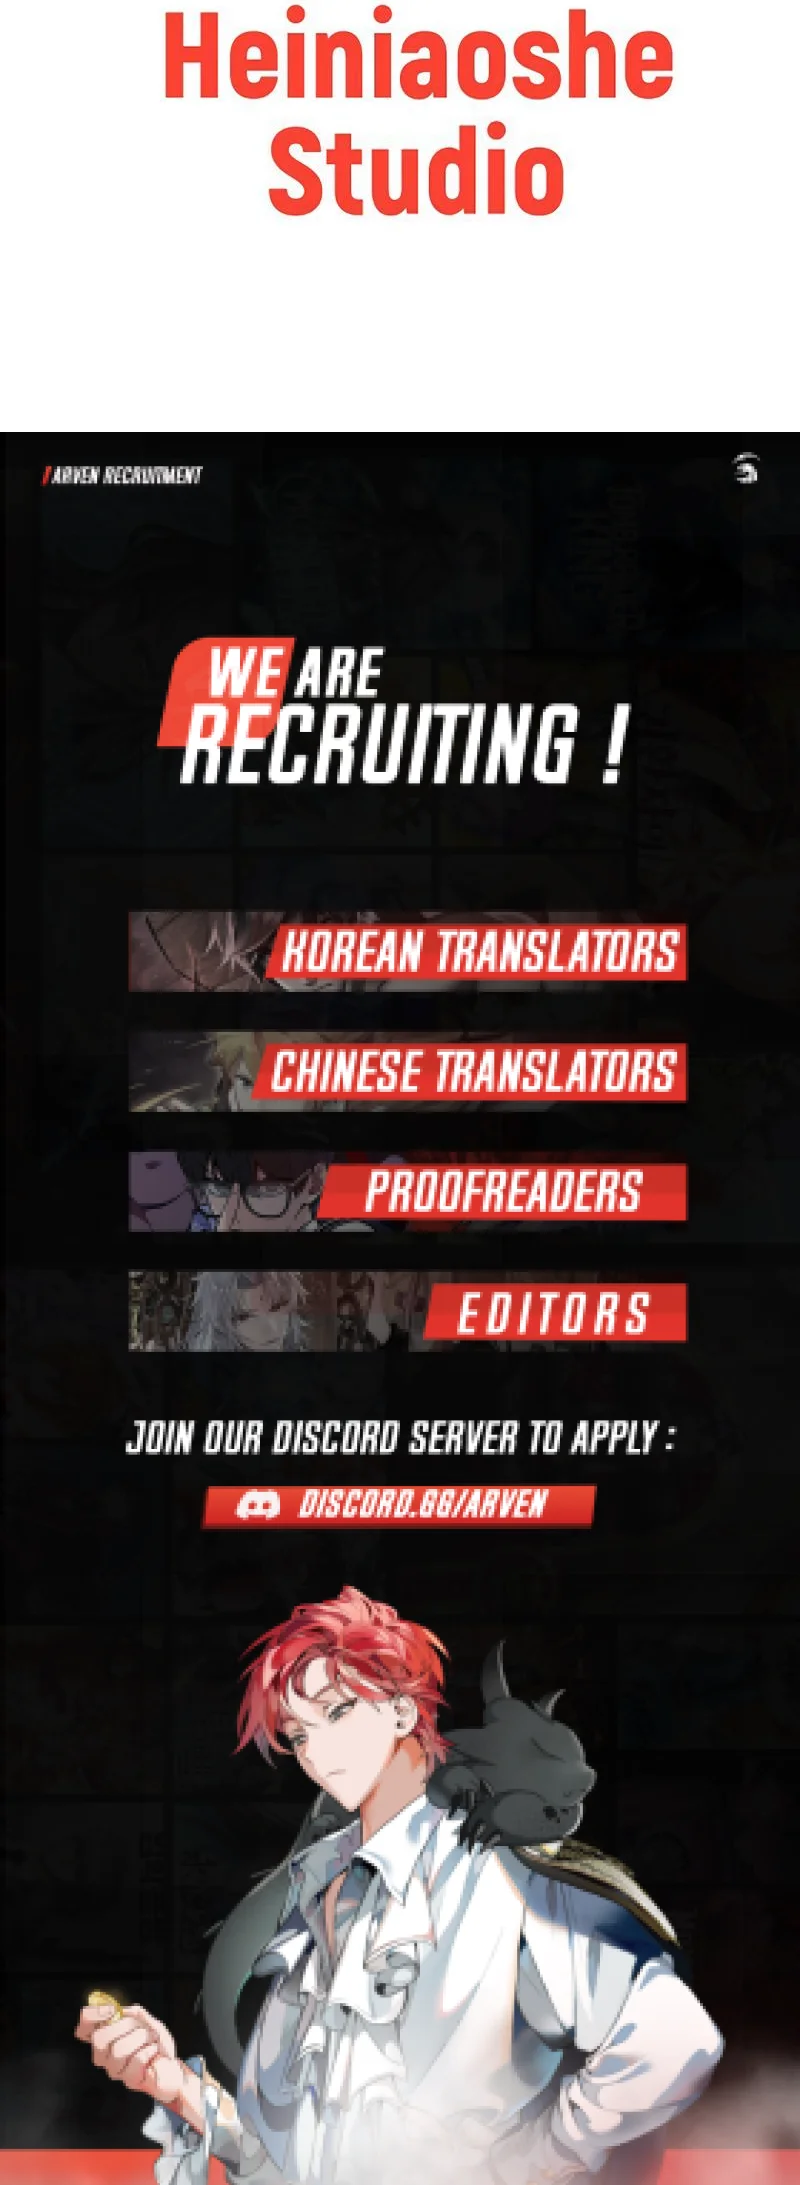 Heiniaoshe
Studio
ARVEN RECRUITMENT
WE ARE
RECRUITING !
KOREAN TRANSLATORS
CHINESE TRANSLATORS
PROOFREADERS
EDITORS
JOIN OUR DISCORD SERVER TO APPLY :
DISCORD.GG/ARVEN